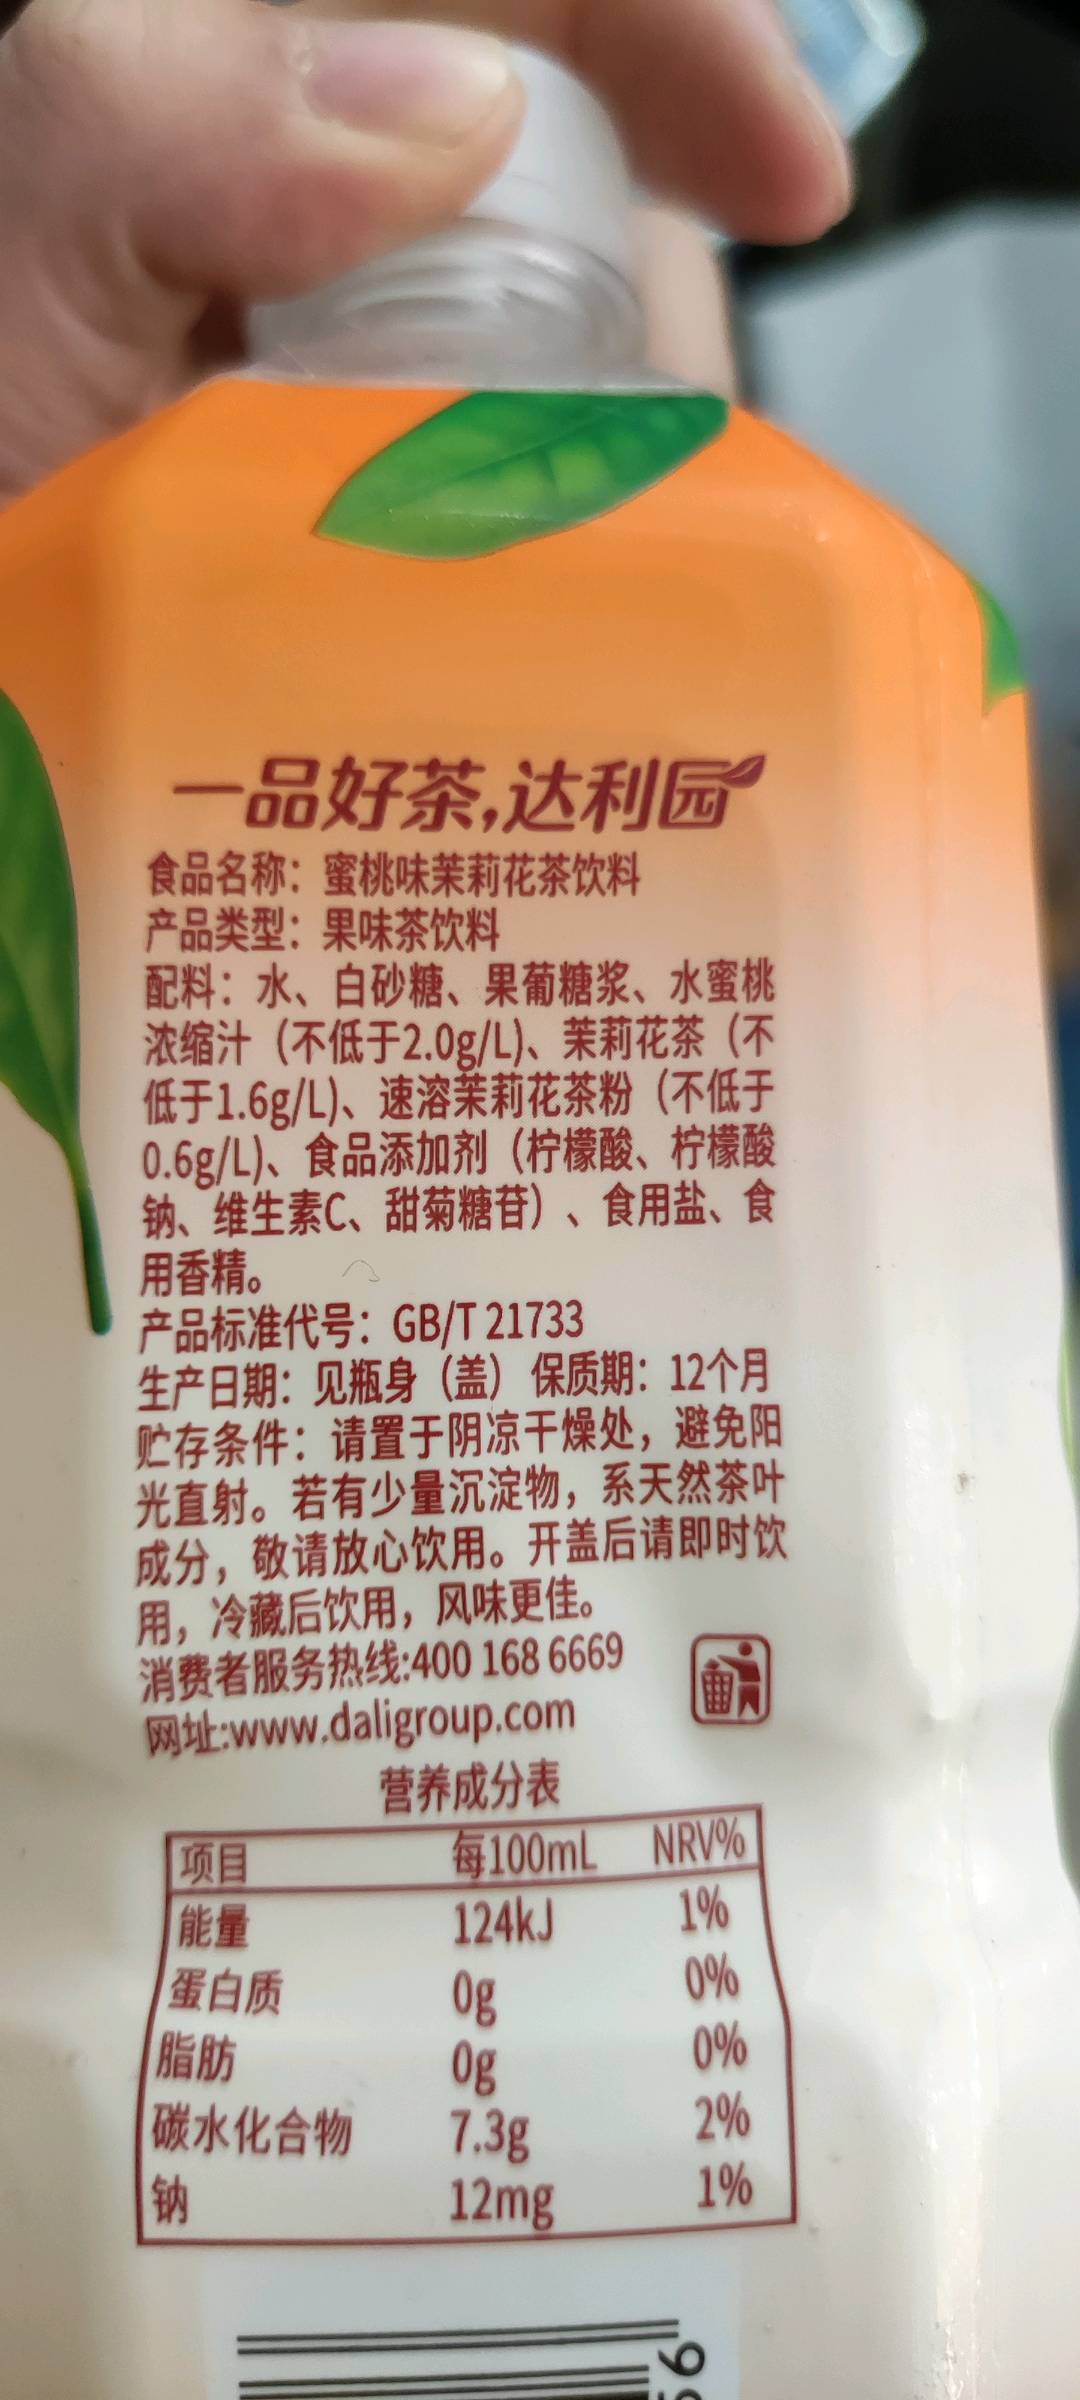 一品好茶,达利园
食品名称：蜜桃味茉莉花茶饮料
产品类型：果味茶饮料
配料：水、白砂糖、果葡糖浆、水蜜桃
浓缩汁（不低于2.0g/L)、茉莉花茶（不
低于1.6g/L)、速溶茉莉花茶粉（不低于
0.6g/L)、食品添加剂（柠檬酸、柠檬酸
钠、维生素C、甜菊糖苷）、食用盐、食
用香精。
产品标准代号：GB/T 21733
生产日期：见瓶身（盖） 保质期：12个月
贮存条件：请置于阴凉干燥处，避免阳
光直射。若有少量沉淀物，系天然茶叶
成分，敬请放心饮用。开盖后请即时饮
用，冷藏后饮用，风味更佳。
消费者服务热线:400 168 6669
网址:www.daligroup.com
营养成分表
项目 每100mL NRV%
能量 124kJ 1%
蛋白质 0g 0%
脂肪 0g 0%
碳水化合物 7.3g 2%
钠 12mg 1%